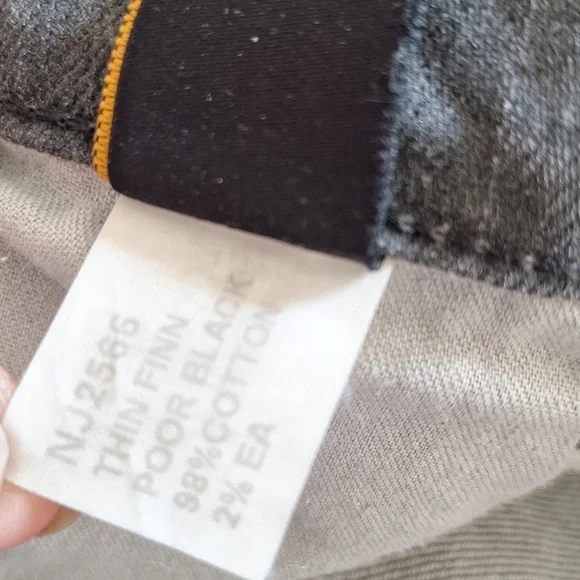 NJ2566
THIN FINN
POOR BLACK
98%COTTON
2% EA